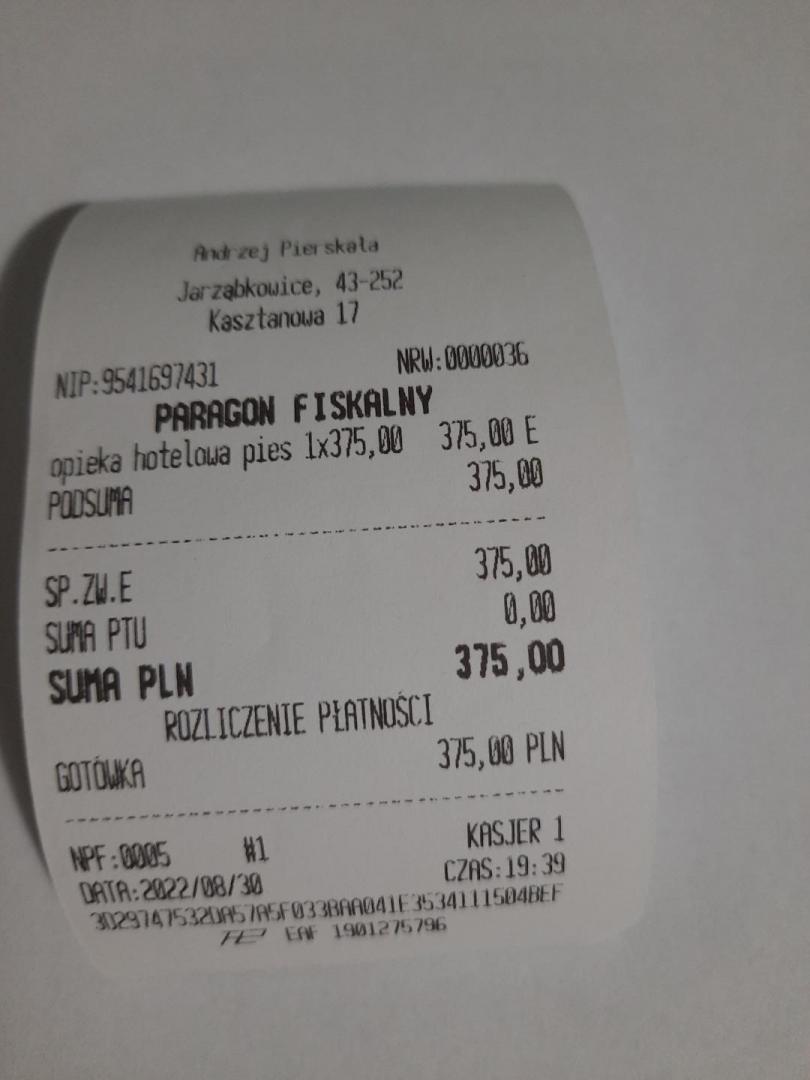 Andrzej Pierskała
Jarząbkowice, 43-252
Kasztanowa 17
NIP:9541697431 NRW:0000036
PARAGON FISKALNY
opieka hotelowa pies 1x375,00 375,00 E
PODSUMA 375,00
SP.ZW.E 375,00
SUMA PTU 0,00
SUMA PLN 375,00
ROZLICZENIE PŁATNOŚCI
GOTÓWKA 375,00 PLN
NPF:0005 #1 KASJER 1
DATA:2022/08/30 CZAS:19:39
3D29747532DA57A5F033BAA041E35341115048EF
EAF 1901275796